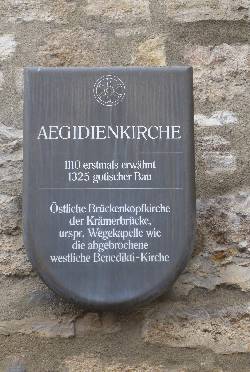 AEGIDIENKIRCHE
1110 erstmals erwähnt
1325 gotischer Bau
Östliche Brückenkopfkirche
der Krämerbrücke,
urspr. Wegekapelle wie
die abgebrochene
westliche Benedikti-Kirche